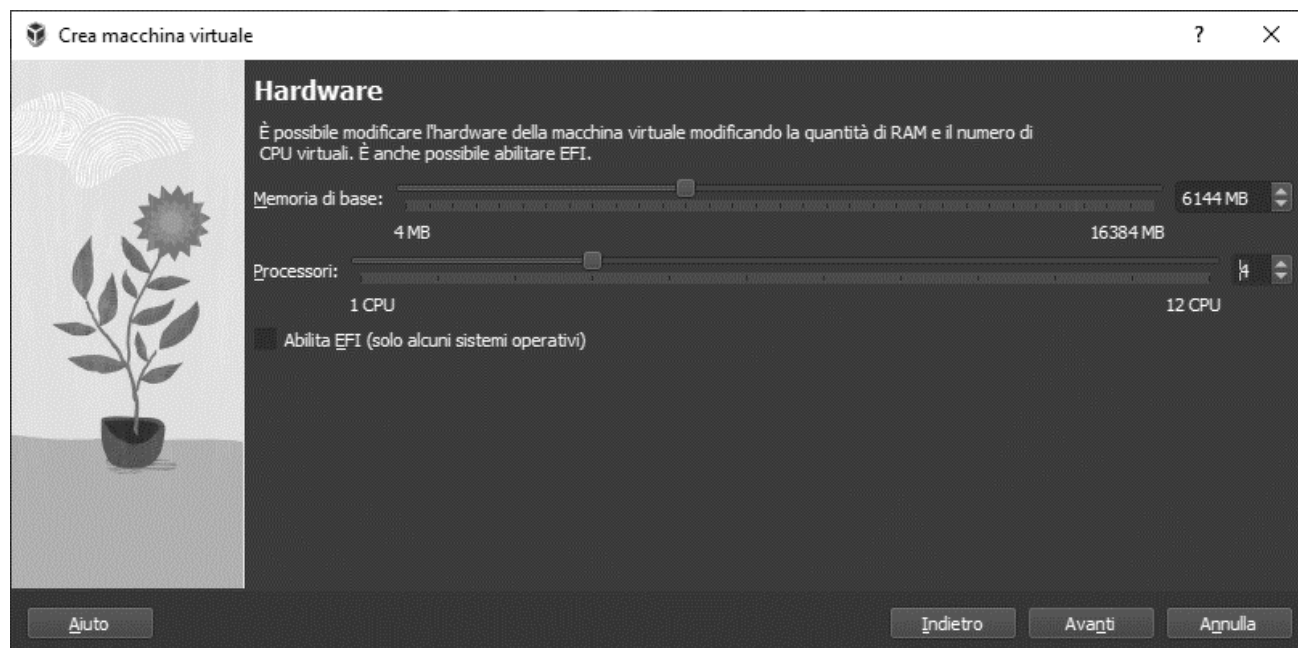 Crea macchina virtuale
?
Hardware
È possibile modificare l'hardware della macchina virtuale modificando la quantità di RAM e il numero di
CPU virtuali. È anche possibile abilitare EFI.
Memoria di base:
6144 MB
4 MB
16384 MB
Processori:
4
1 CPU
12 CPU
Abilita EFI (solo alcuni sistemi operativi)
Aiuto
Indietro
Avanti
Annulla